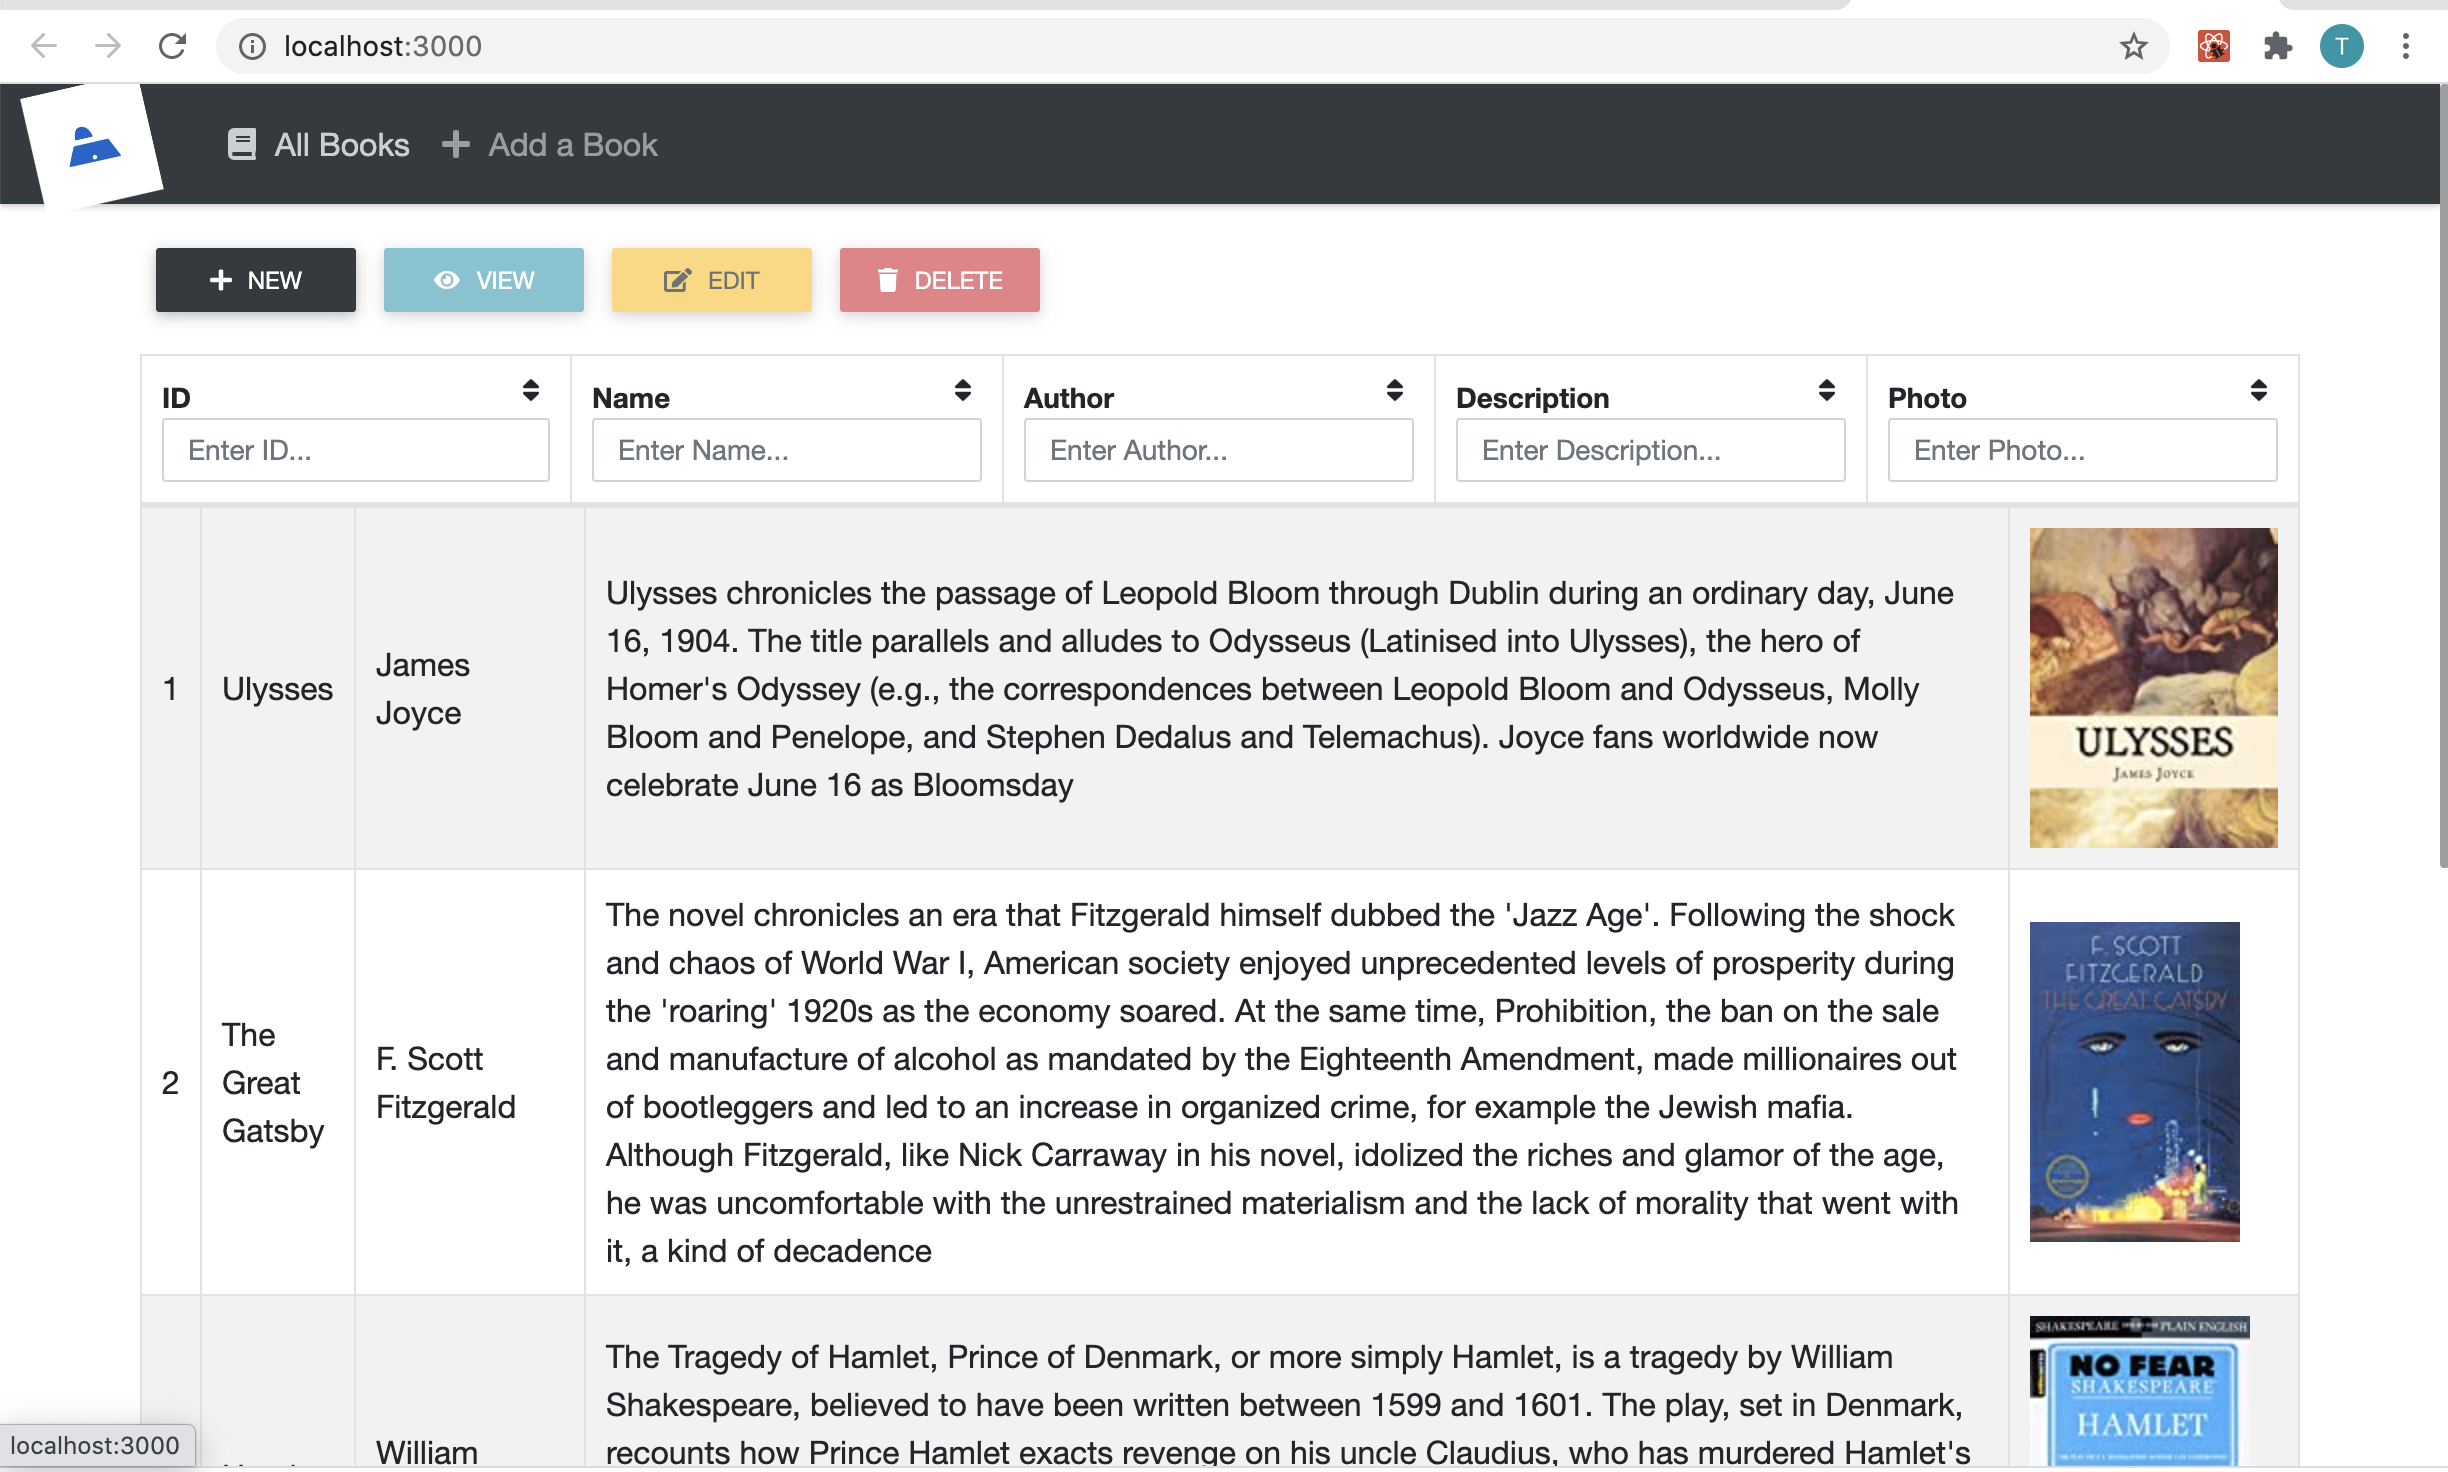 localhost:3000
T
All Books
Add a Book
NEW
VIEW
EDIT
DELETE
ID
Name
Author
Description
Photo
Enter ID...
Enter Name...
Enter Author...
Enter Description...
Enter Photo...
1
Ulysses
James
Joyce
Ulysses chronicles the passage of Leopold Bloom through Dublin during an ordinary day, June
16, 1904. The title parallels and alludes to Odysseus (Latinised into Ulysses), the hero of
Homer's Odyssey (e.g., the correspondences between Leopold Bloom and Odysseus, Molly
Bloom and Penelope, and Stephen Dedalus and Telemachus). Joyce fans worldwide now
celebrate June 16 as Bloomsday
ULYSSES
JAMES JOYCE
2
The
Great
Gatsby
F. Scott
Fitzgerald
The novel chronicles an era that Fitzgerald himself dubbed the 'Jazz Age'. Following the shock
and chaos of World War I, American society enjoyed unprecedented levels of prosperity during
the 'roaring' 1920s as the economy soared. At the same time, Prohibition, the ban on the sale
and manufacture of alcohol as mandated by the Eighteenth Amendment, made millionaires out
of bootleggers and led to an increase in organized crime, for example the Jewish mafia.
Although Fitzgerald, like Nick Carraway in his novel, idolized the riches and glamor of the age,
he was uncomfortable with the unrestrained materialism and the lack of morality that went with
it, a kind of decadence
F. SCOTT
FITZGERALD
THE GREAT GATSBY
William
The Tragedy of Hamlet, Prince of Denmark, or more simply Hamlet, is a tragedy by William
Shakespeare, believed to have been written between 1599 and 1601. The play, set in Denmark,
recounts how Prince Hamlet exacts revenge on his uncle Claudius, who has murdered Hamlet's
SHAKESPEARE PLAIN ENGLISH
NO FEAR
SHAKESPEARE
HAMLET
localhost:3000